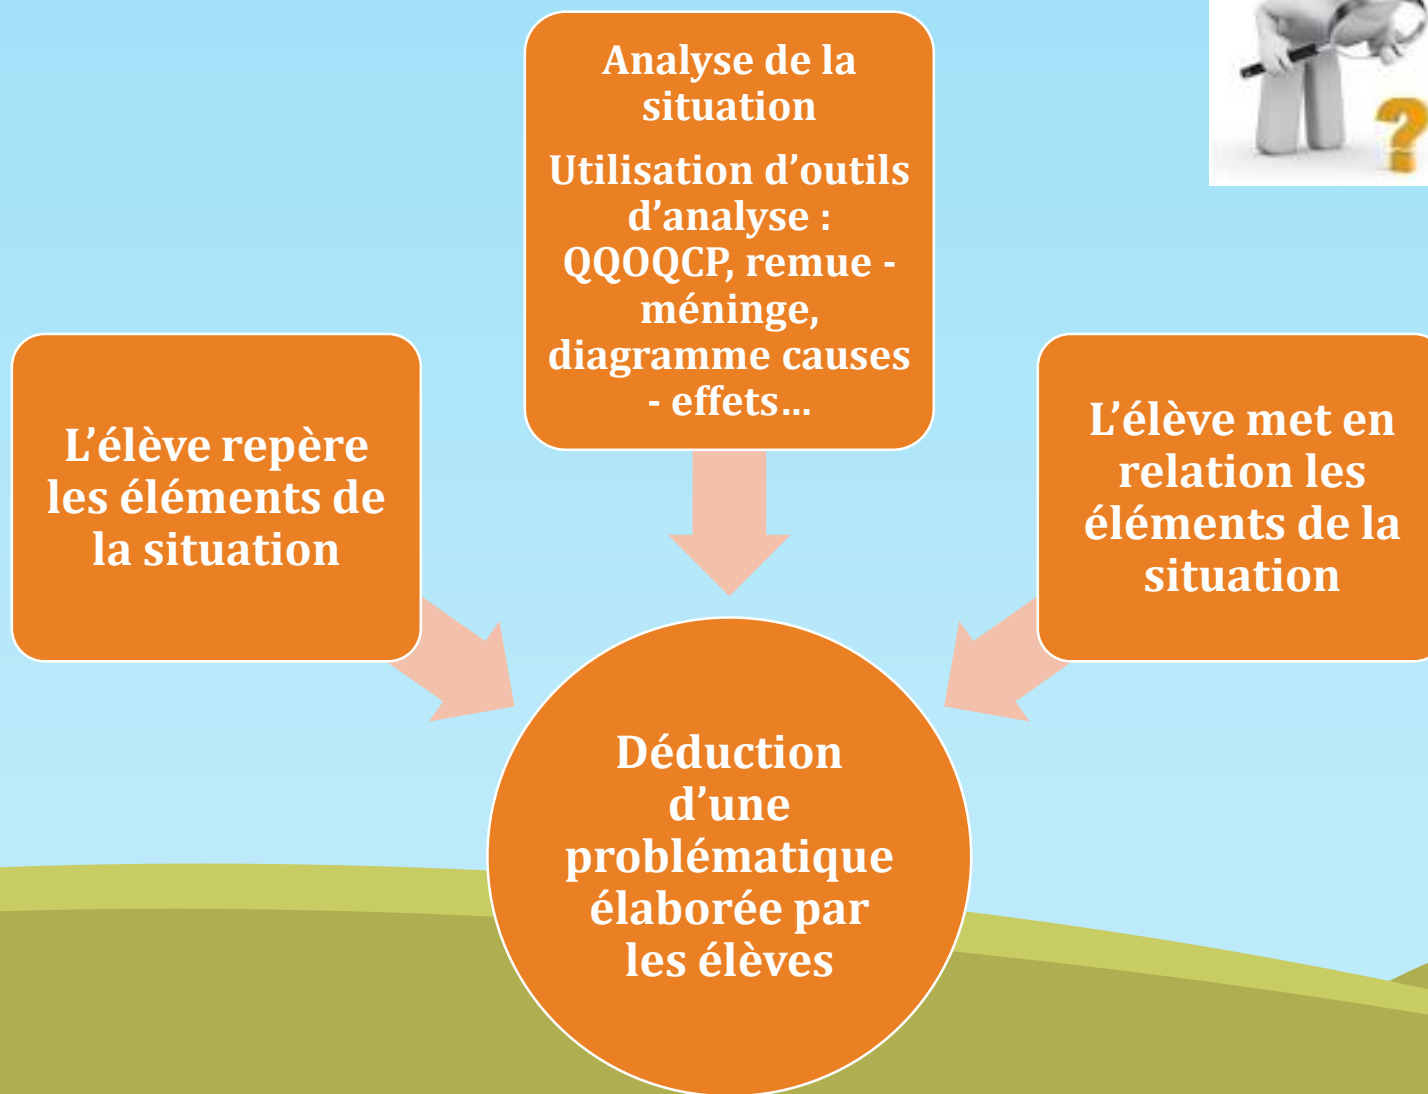 Analyse de la
situation
Utilisation d’outils
d’analyse :
QQOQCP, remue -
méninge,
diagramme causes
- effets…
L’élève repère
les éléments de
la situation
L’élève met en
relation les
éléments de la
situation
Déduction
d’une
problématique
élaborée par
les élèves
?